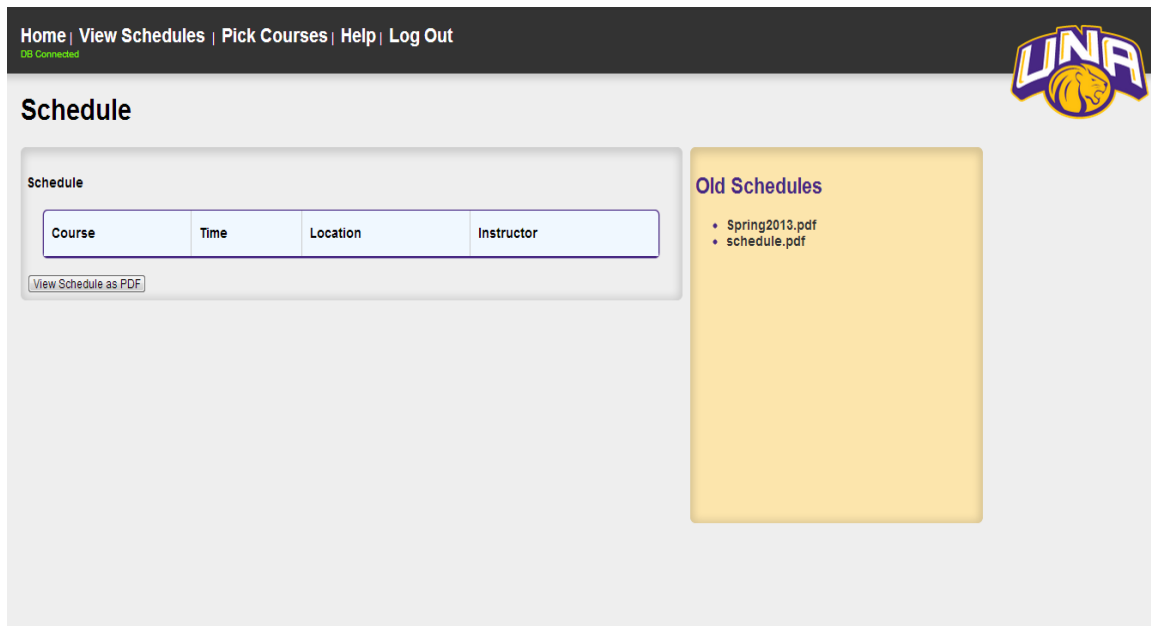 Home | View Schedules | Pick Courses | Help | Log Out
DB Connected
UNA
Schedule
Schedule
Course Time Location Instructor
View Schedule as PDF
Old Schedules
Spring2013.pdf
schedule.pdf